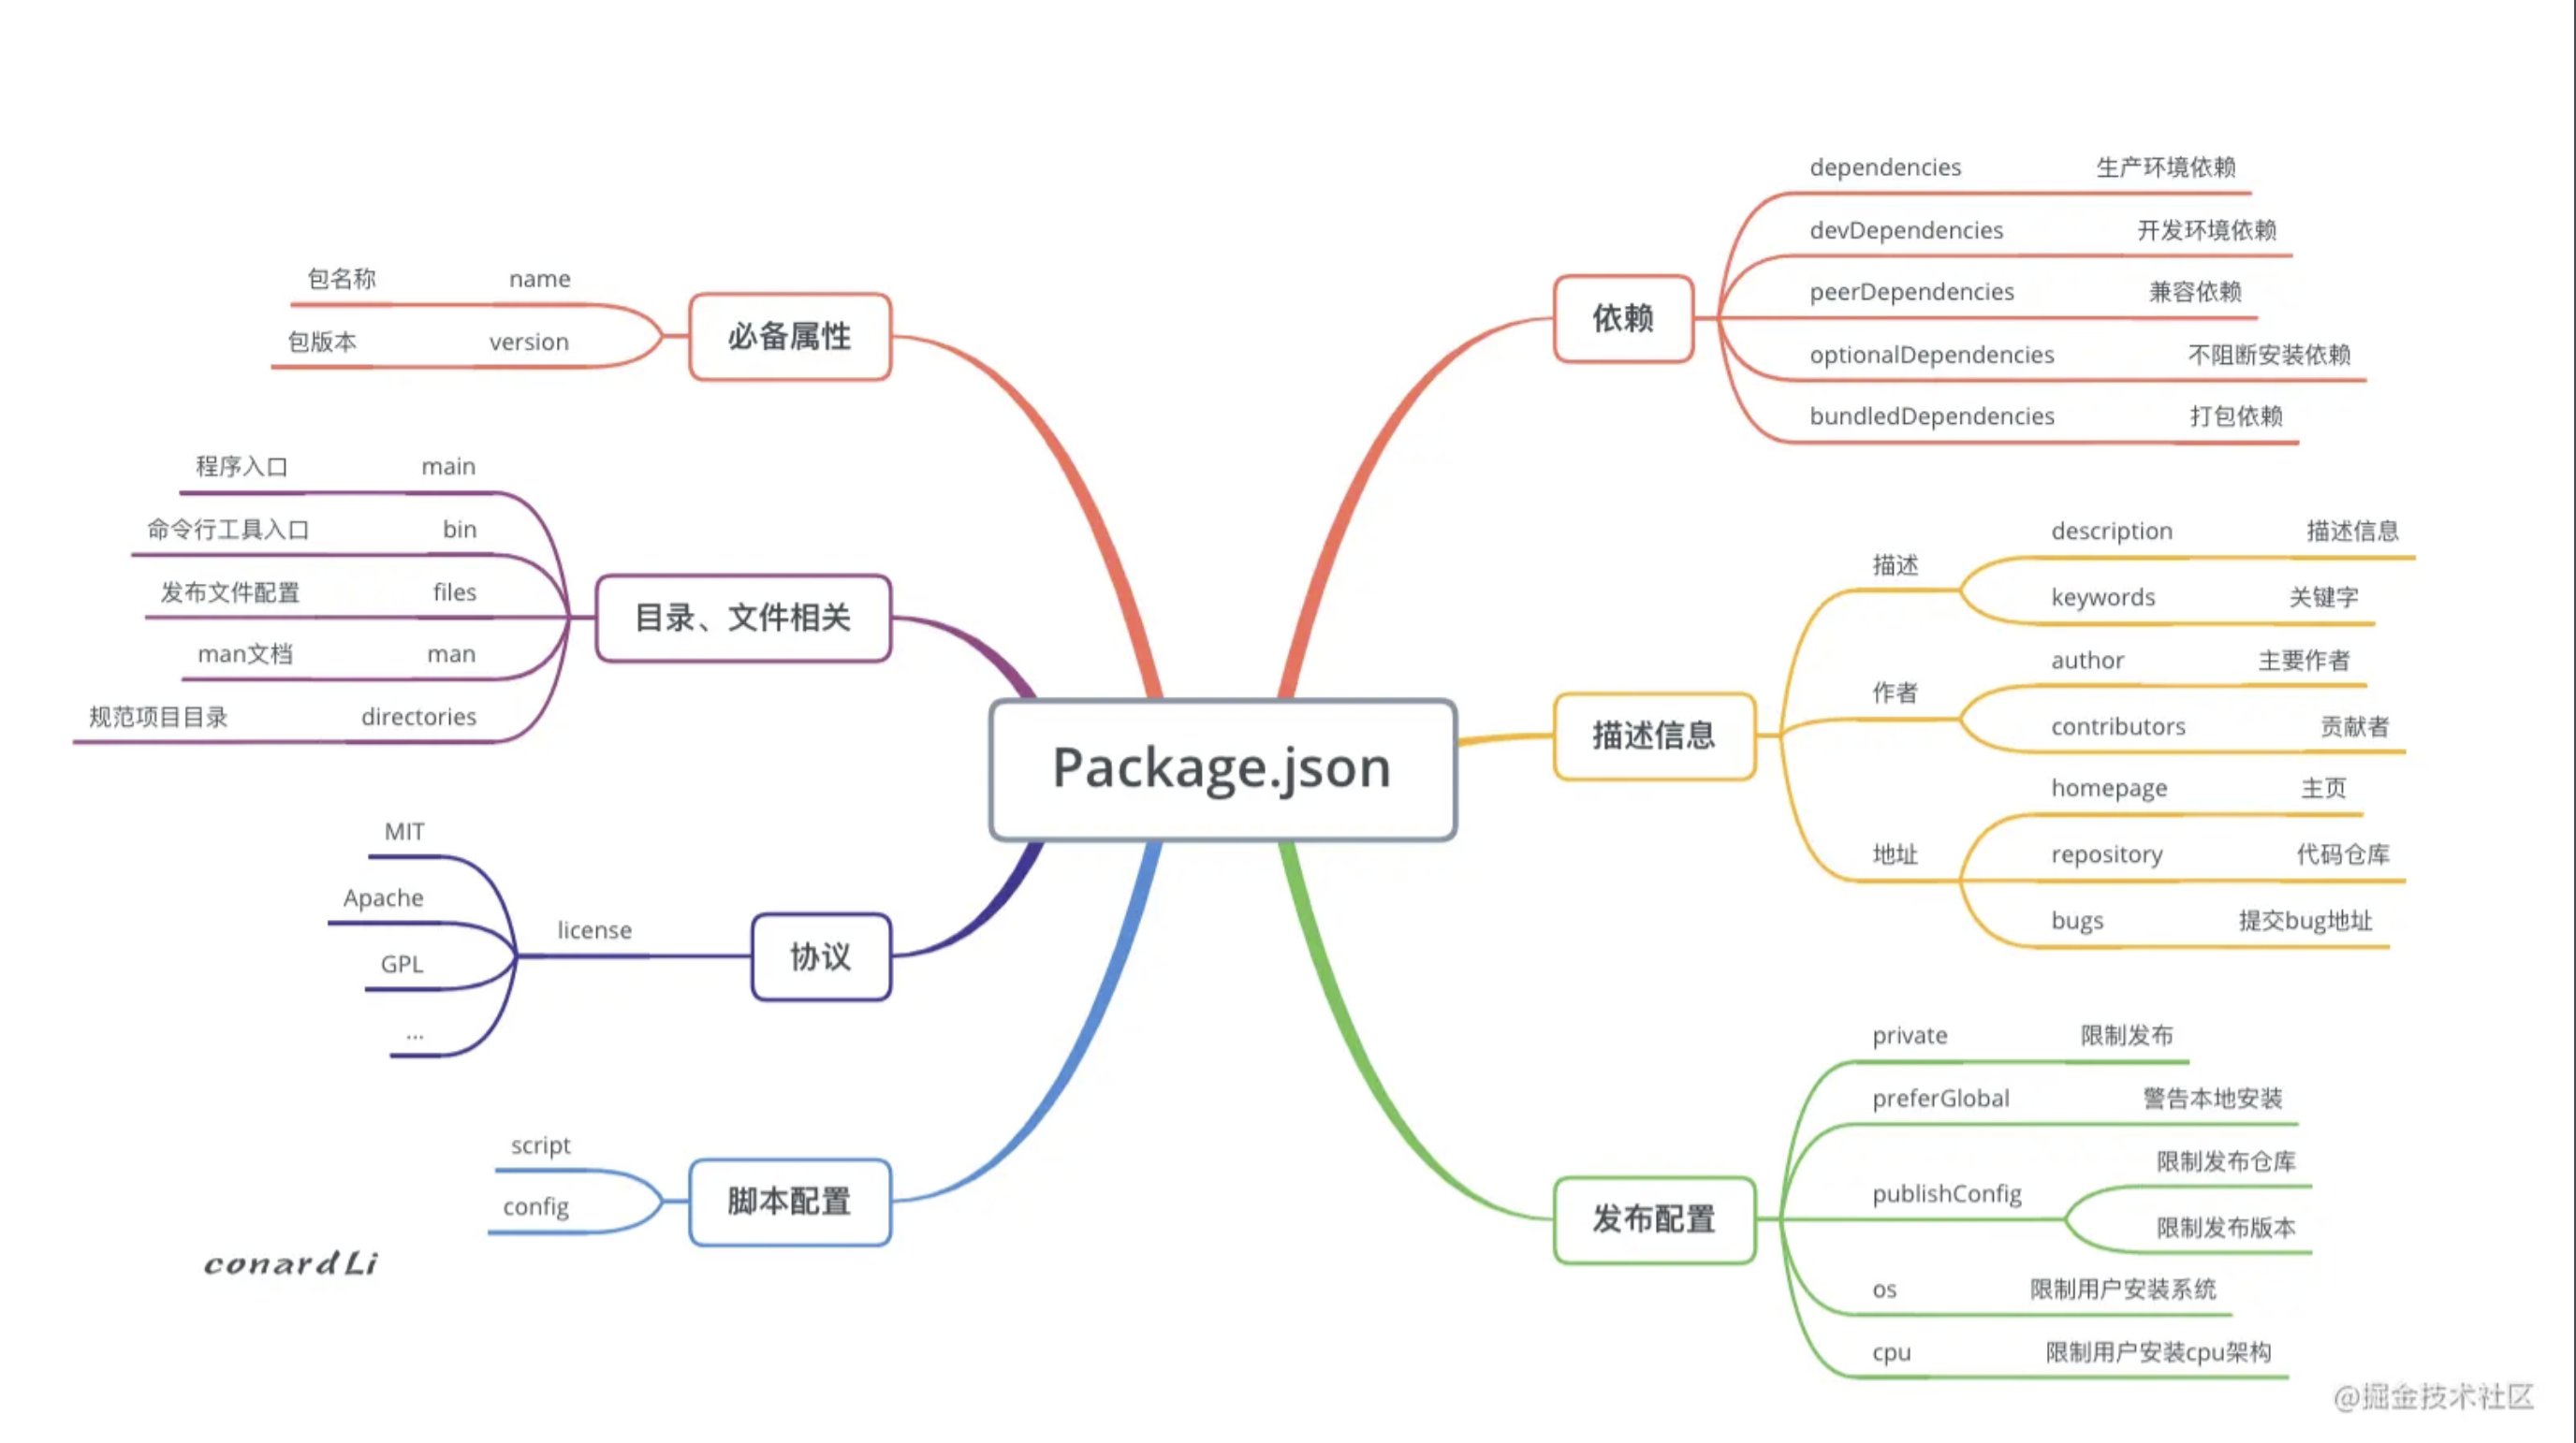 Package.json
必备属性
name 包名称
version 包版本
目录、文件相关
main 程序入口
bin 命令行工具入口
files 发布文件配置
man man文档
directories 规范项目目录
协议
license
MIT
Apache
GPL
...
脚本配置
script
config
依赖
dependencies 生产环境依赖
devDependencies 开发环境依赖
peerDependencies 兼容依赖
optionalDependencies 不阻断安装依赖
bundledDependencies 打包依赖
描述信息
描述
description 描述信息
keywords 关键字
作者
author 主要作者
contributors 贡献者
地址
homepage 主页
repository 代码仓库
bugs 提交bug地址
发布配置
private 限制发布
preferGlobal 警告本地安装
publishConfig
限制发布仓库
限制发布版本
os 限制用户安装系统
cpu 限制用户安装cpu架构
conardLi
@掘金技术社区